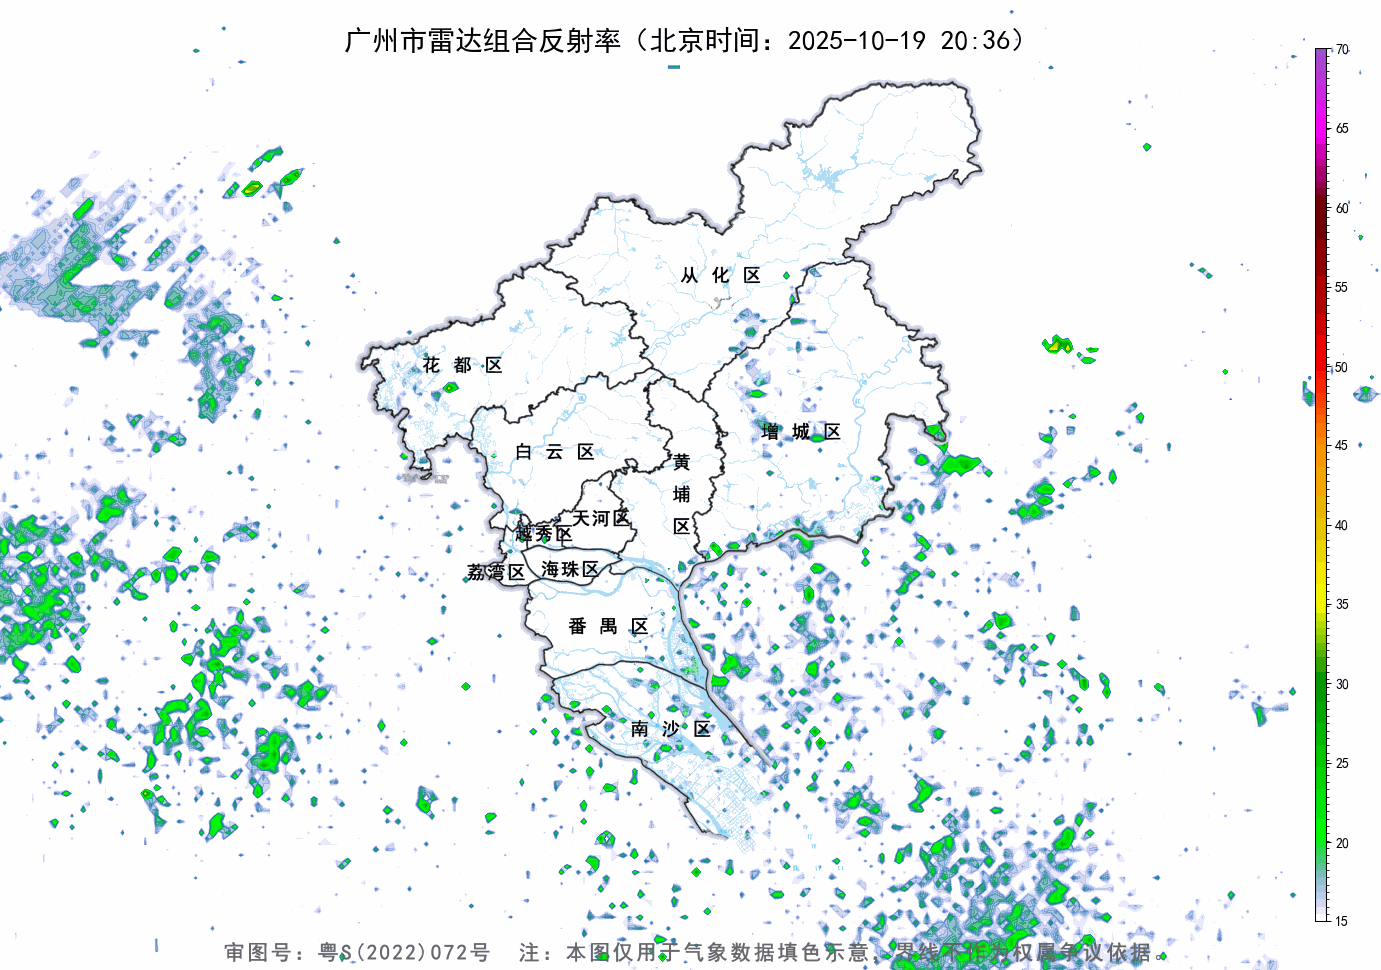 广州市雷达组合反射率（北京时间：2025-10-19 20:36）
70
65
60
55
50
45
40
35
30
25
20
15
从化区
花都区
增城区
白云区
黄埔区
天河区
越秀区
荔湾区
海珠区
番禺区
南沙区
审图号：粤S(2022)072号 注：本图仅用于气象数据填色示意，界线不作为权属争议依据。